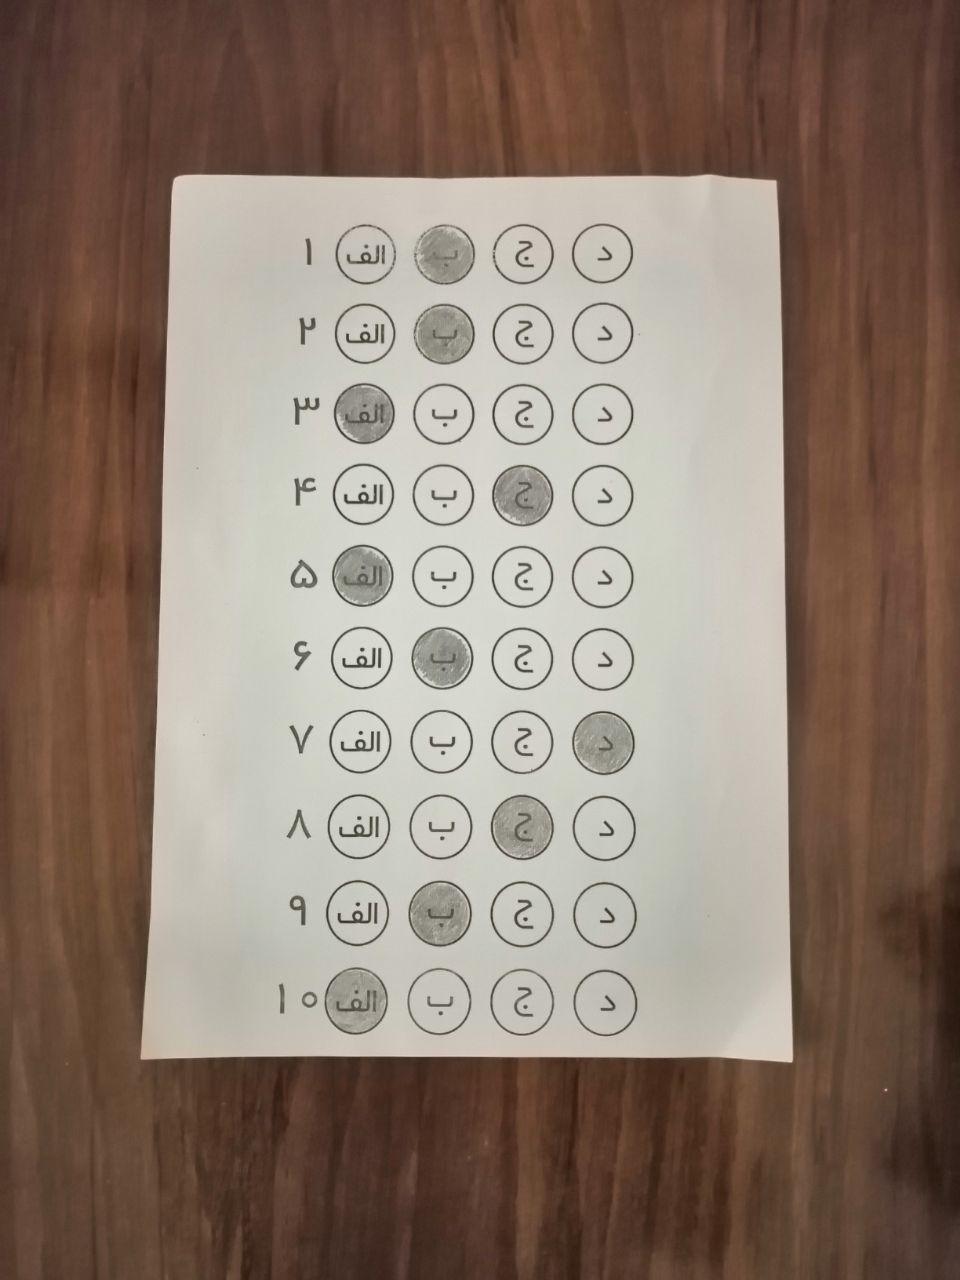 ۱ الف ب ج د
۲ الف ب ج د
۳ الف ب ج د
۴ الف ب ج د
۵ الف ب ج د
۶ الف ب ج د
۷ الف ب ج د
۸ الف ب ج د
۹ الف ب ج د
۱۰ الف ب ج د